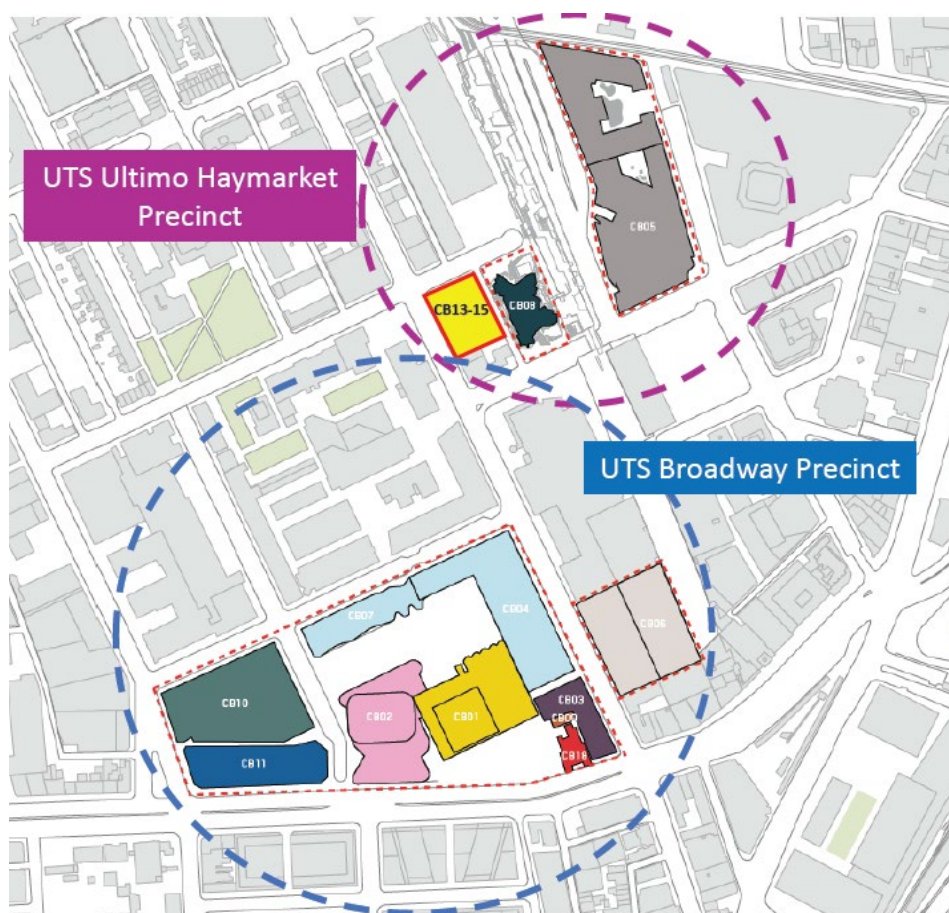 UTS Ultimo Haymarket
Precinct
CB05
CB13-15
CB08
UTS Broadway Precinct
CB07
CB04
CB06
CB10
CB02
CB01
CB03
CB11
CB18